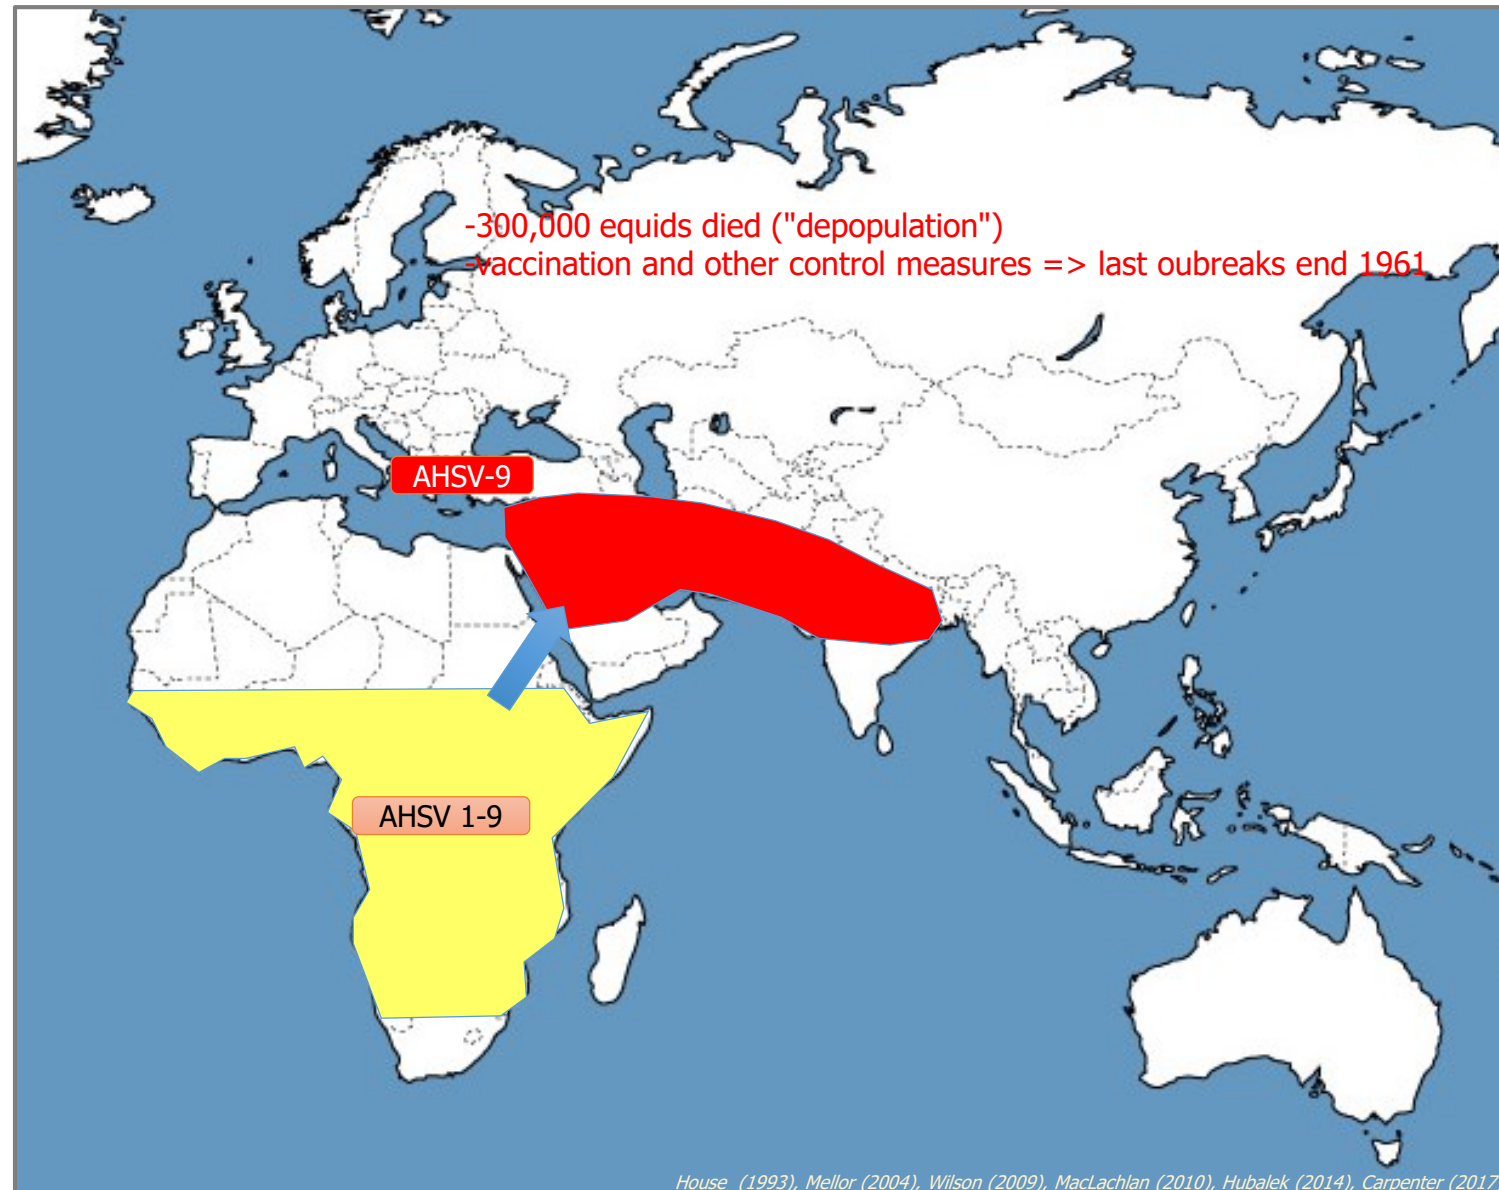 -300,000 equids died ("depopulation")
-vaccination and other control measures => last oubreaks end 1961
AHSV-9
AHSV 1-9
House (1993), Mellor (2004), Wilson (2009), MacLachlan (2010), Hubalek (2014), Carpenter (2017